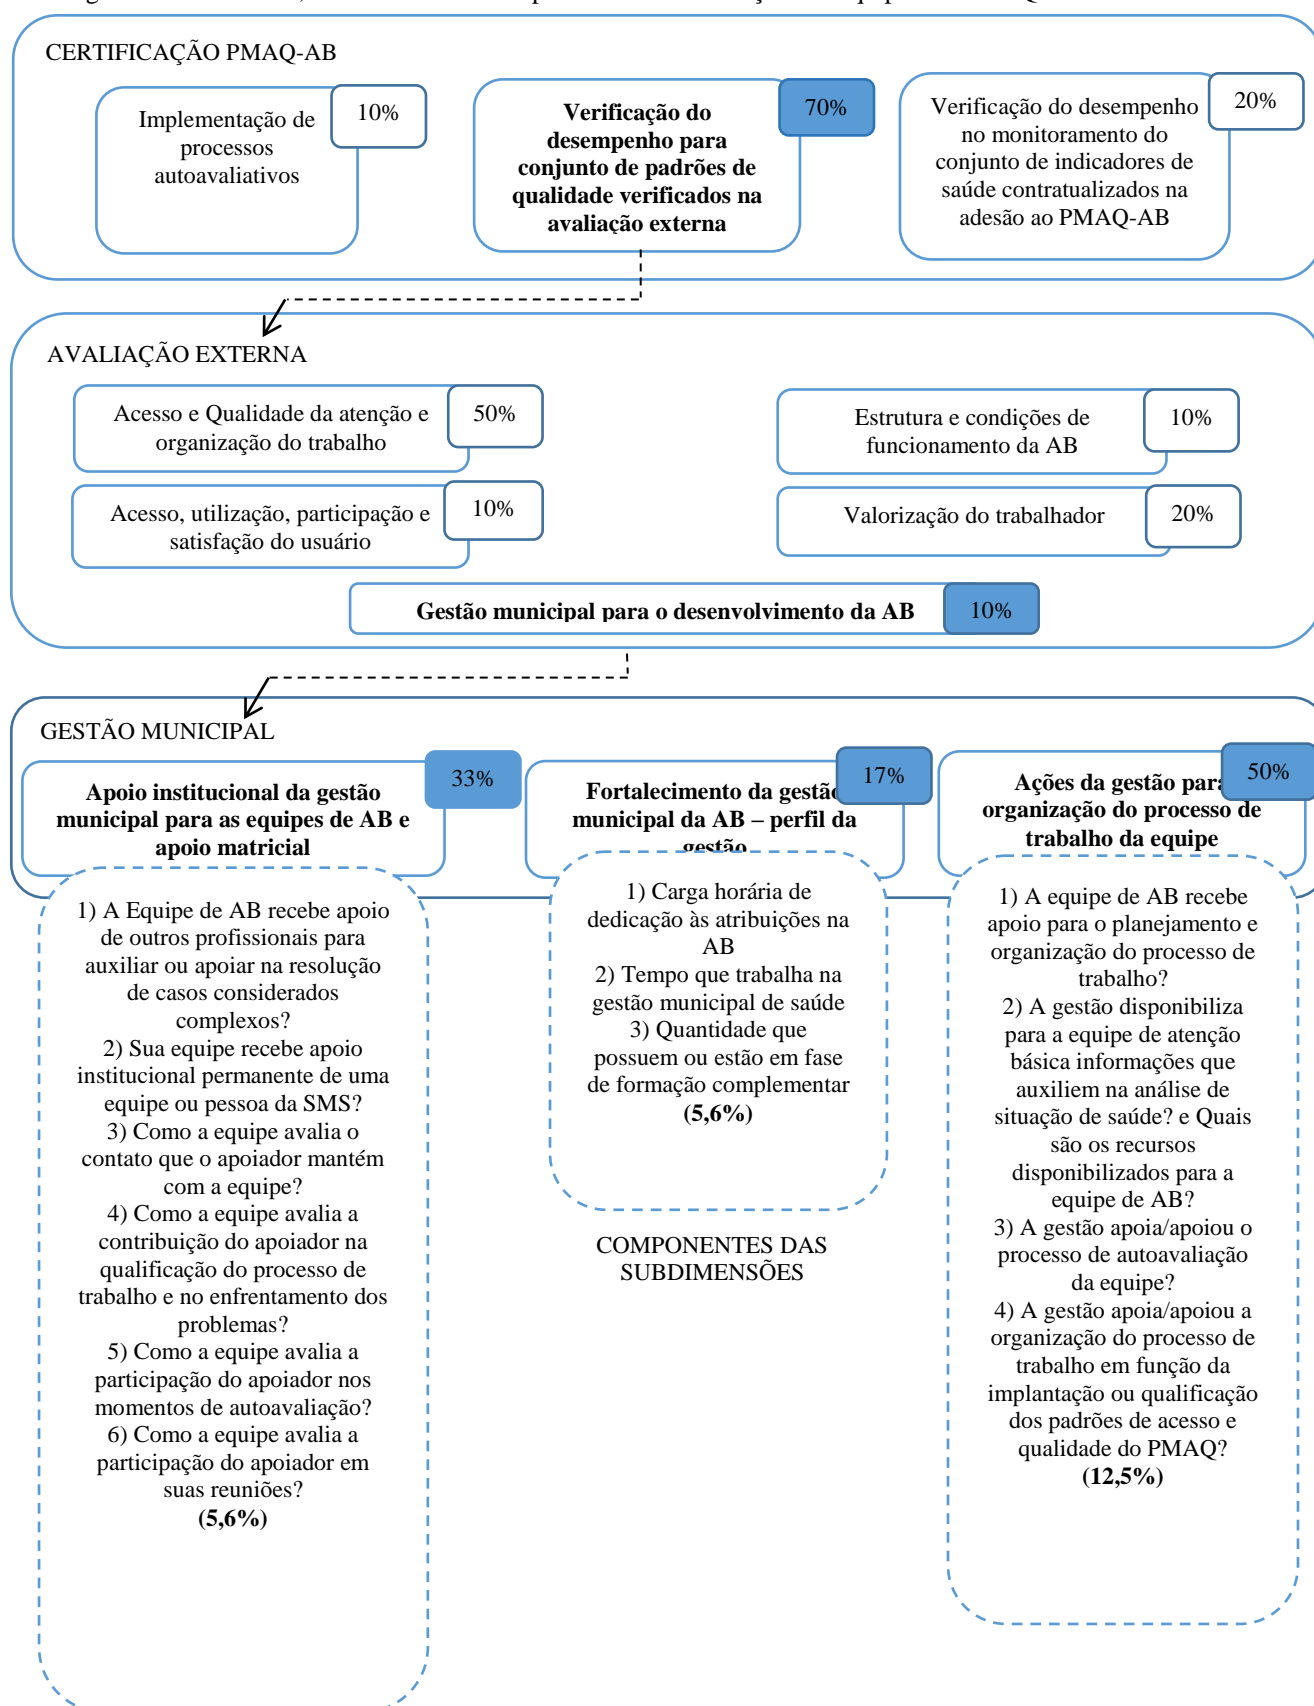 CERTIFICAÇÃO PMAQ-AB
Implementação de
processos
autoavaliativos
10%
Verificação do
desempenho para
conjunto de padrões de
qualidade verificados na
avaliação externa
70%
Verificação do desempenho
no monitoramento do
conjunto de indicadores de
saúde contratualizados na
adesão ao PMAQ-AB
20%
AVALIAÇÃO EXTERNA
Acesso e Qualidade da atenção e
organização do trabalho
50%
Estrutura e condições de
funcionamento da AB
10%
Acesso, utilização, participação e
satisfação do usuário
10%
Valorização do trabalhador
20%
Gestão municipal para o desenvolvimento da AB
10%
GESTÃO MUNICIPAL
Apoio institucional da gestão
municipal para as equipes de AB e
apoio matricial
33%
Fortalecimento da gestão
municipal da AB – perfil da
gestão
17%
Ações da gestão para
organização do processo de
trabalho da equipe
50%
1) A Equipe de AB recebe apoio
de outros profissionais para
auxiliar ou apoiar na resolução
de casos considerados
complexos?
2) Sua equipe recebe apoio
institucional permanente de uma
equipe ou pessoa da SMS?
3) Como a equipe avalia o
contato que o apoiador mantém
com a equipe?
4) Como a equipe avalia a
contribuição do apoiador na
qualificação do processo de
trabalho e no enfrentamento dos
problemas?
5) Como a equipe avalia a
participação do apoiador nos
momentos de autoavaliação?
6) Como a equipe avalia a
participação do apoiador em
suas reuniões?
(5,6%)
1) Carga horária de
dedicação às atribuições na
AB
2) Tempo que trabalha na
gestão municipal de saúde
3) Quantidade que
possuem ou estão em fase
de formação complementar
(5,6%)
COMPONENTES DAS
SUBDIMENSÕES
1) A equipe de AB recebe
apoio para o planejamento e
organização do processo de
trabalho?
2) A gestão disponibiliza
para a equipe de atenção
básica informações que
auxiliem na análise de
situação de saúde? e Quais
são os recursos
disponibilizados para a
equipe de AB?
3) A gestão apoia/apoiou o
processo de autoavaliação
da equipe?
4) A gestão apoia/apoiou a
organização do processo de
trabalho em função da
implantação ou qualificação
dos padrões de acesso e
qualidade do PMAQ?
(12,5%)